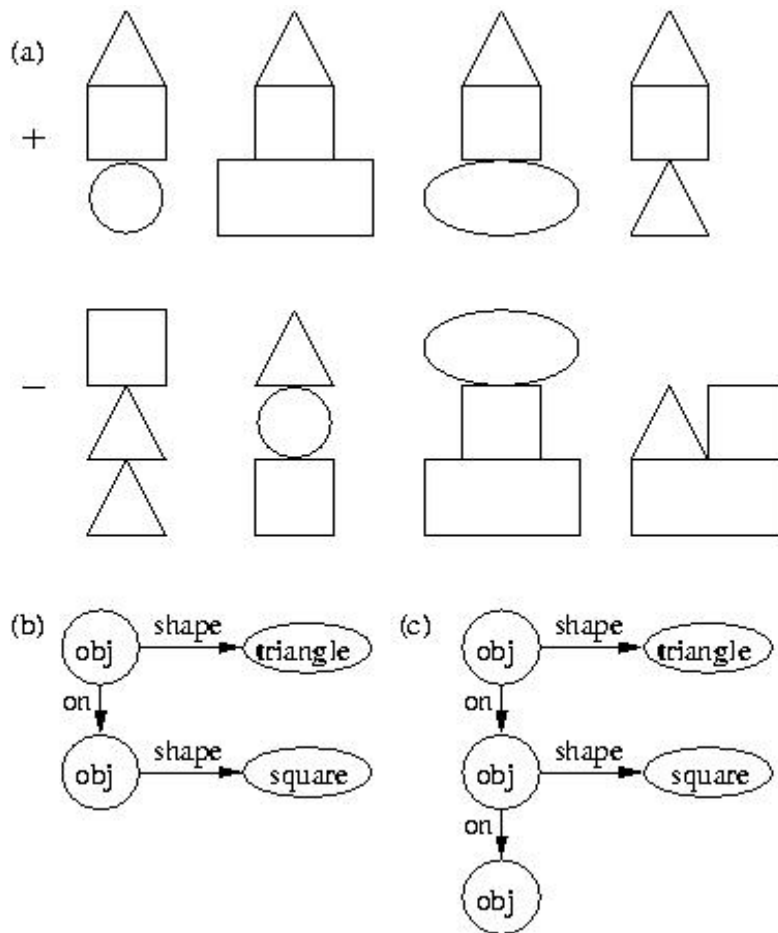 (a)
+
−
(b) (c)
shape shape
obj triangle obj triangle
on on
shape shape
obj square obj square
on
obj